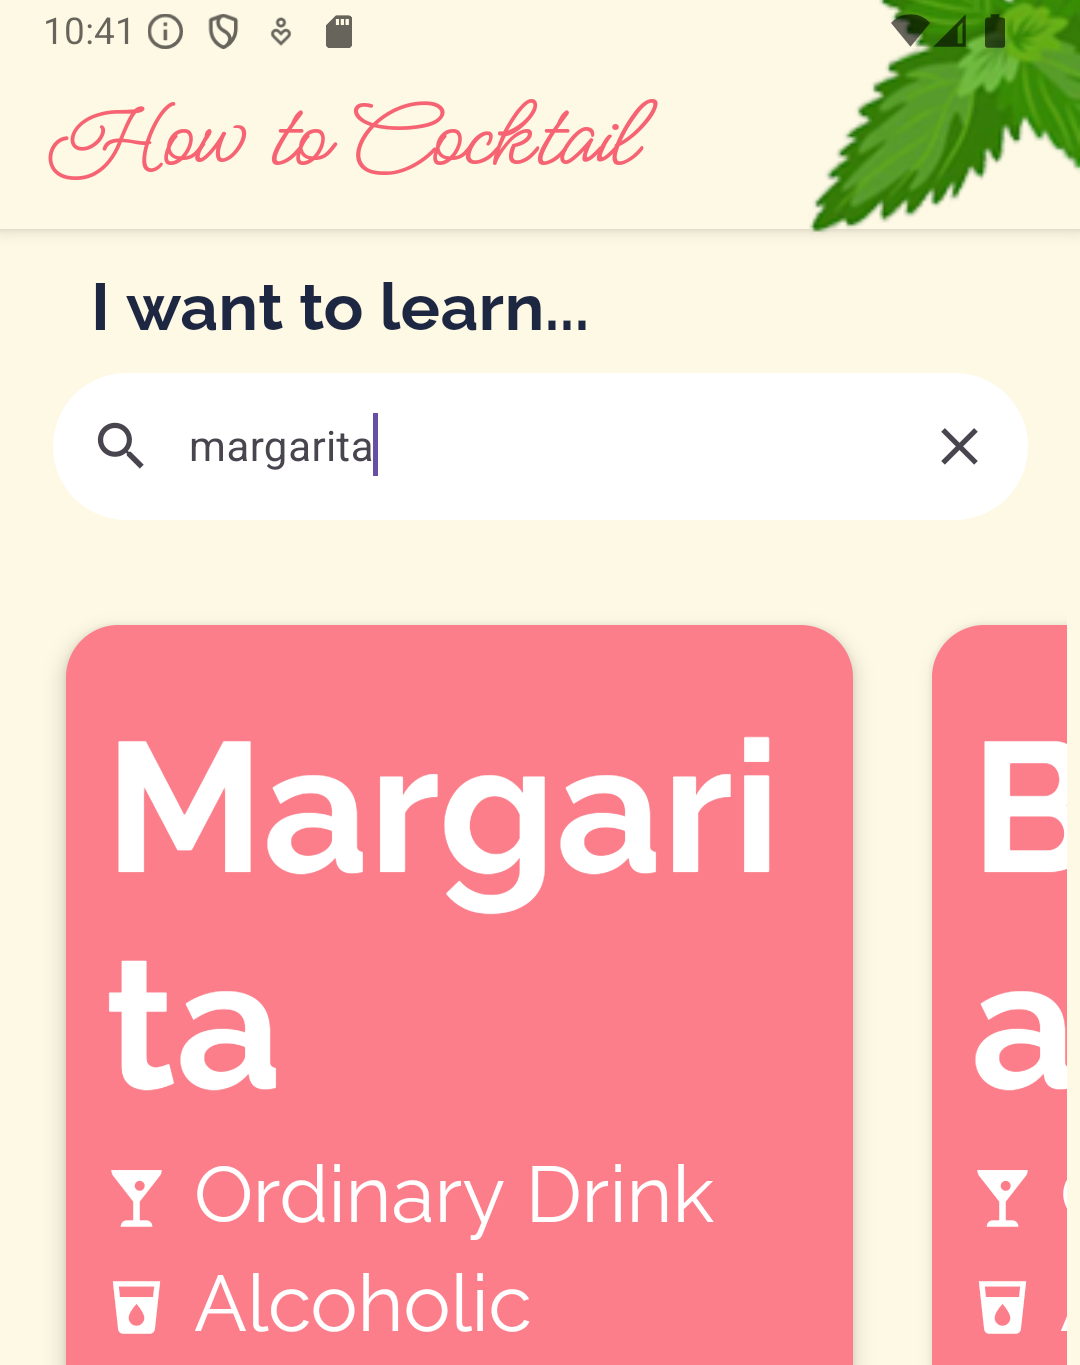 10:41
How to Cocktail
I want to learn...
margarita
Margari
ta
Ordinary Drink
Alcoholic
B
a